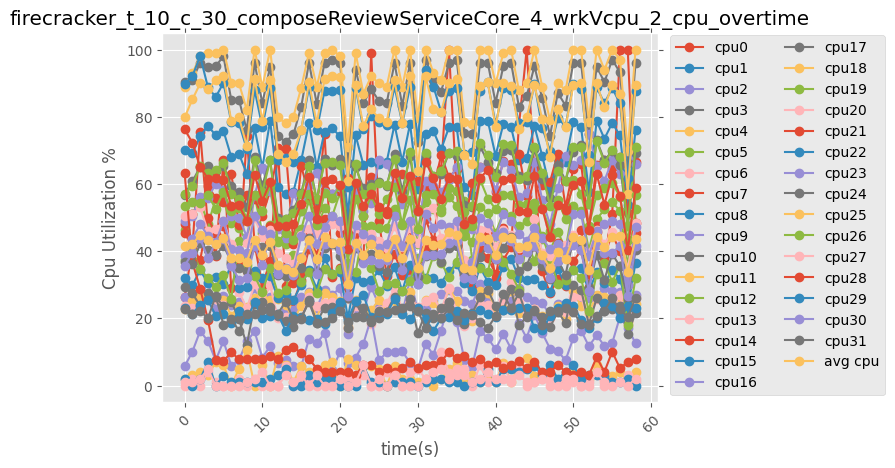 firecracker_t_10_c_30_composeReviewServiceCore_4_wrkVcpu_2_cpu_overtime
100
80
60
40
20
0
Cpu Utilization %
0
10
20
30
40
50
60
time(s)
cpu0
cpu1
cpu2
cpu3
cpu4
cpu5
cpu6
cpu7
cpu8
cpu9
cpu10
cpu11
cpu12
cpu13
cpu14
cpu15
cpu16
cpu17
cpu18
cpu19
cpu20
cpu21
cpu22
cpu23
cpu24
cpu25
cpu26
cpu27
cpu28
cpu29
cpu30
cpu31
avg cpu